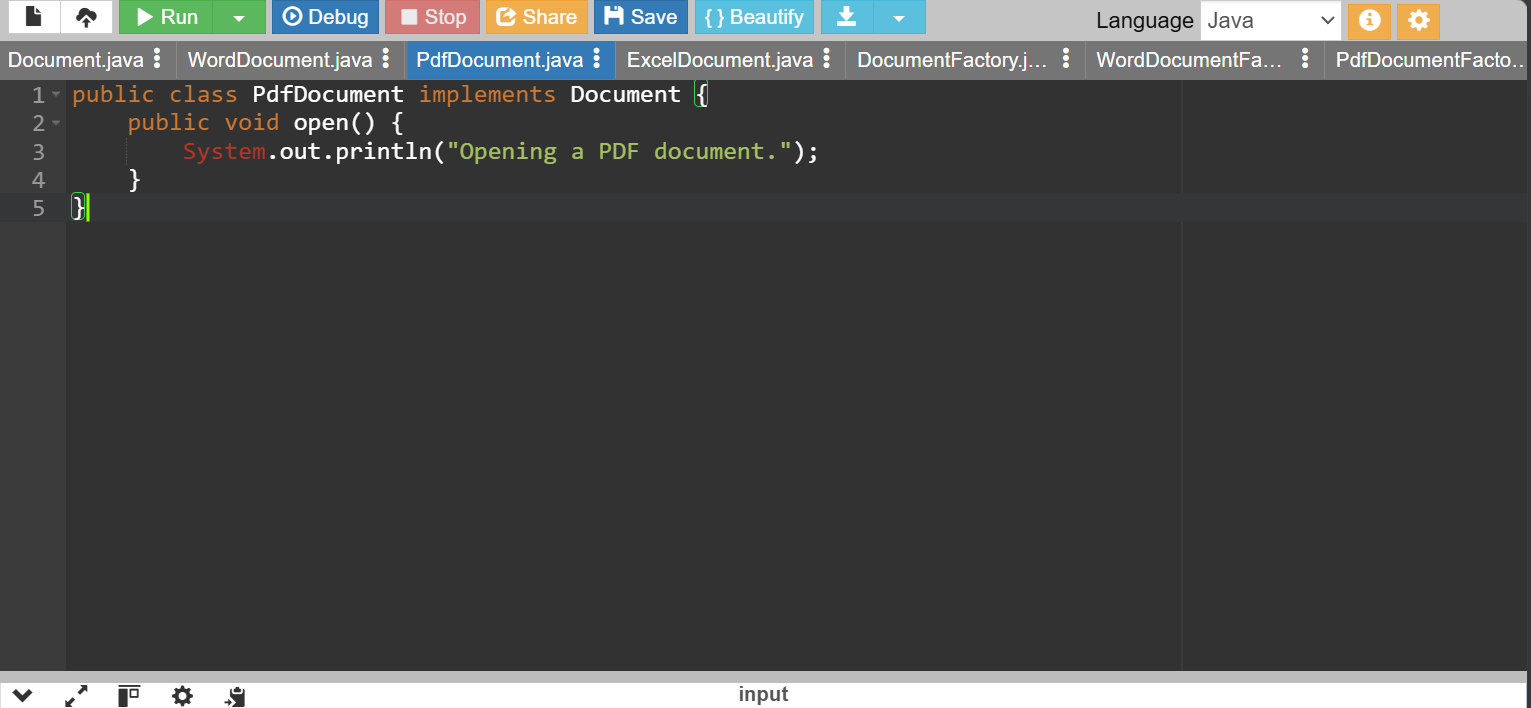 Run Debug Stop Share Save { } Beautify Language Java
Document.java WordDocument.java PdfDocument.java ExcelDocument.java DocumentFactory.j... WordDocumentFa... PdfDocumentFacto..
1 public class PdfDocument implements Document {
2     public void open() {
3         System.out.println("Opening a PDF document.");
4     }
5 }
input